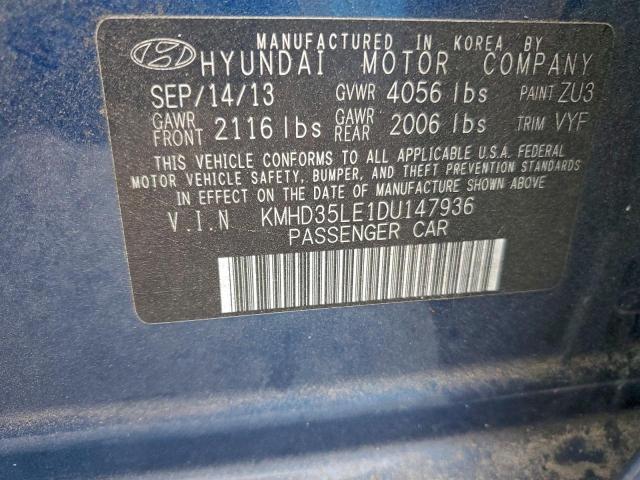 MANUFACTURED IN KOREA BY
HYUNDAI MOTOR COMPANY
SEP/14/13 GVWR 4056 lbs PAINT ZU3
GAWR FRONT 2116 lbs GAWR REAR 2006 lbs TRIM VYF
THIS VEHICLE CONFORMS TO ALL APPLICABLE U.S.A. FEDERAL
MOTOR VEHICLE SAFETY, BUMPER, AND THEFT PREVENTION STANDARDS
IN EFFECT ON THE DATE OF MANUFACTURE SHOWN ABOVE
V.I.N KMHD35LE1DU147936
PASSENGER CAR